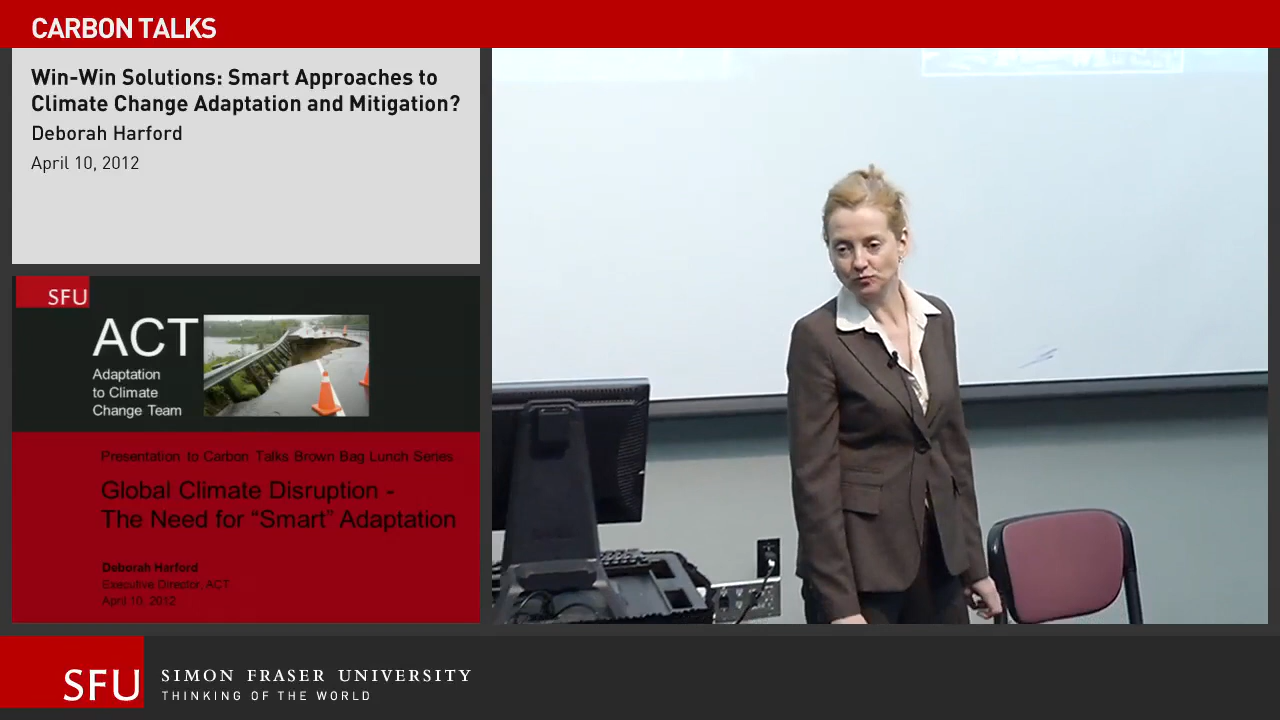 CARBON TALKS
Win-Win Solutions: Smart Approaches to
Climate Change Adaptation and Mitigation?
Deborah Harford
April 10, 2012
SFU
ACT
Adaptation
to Climate
Change Team
Presentation to Carbon Talks Brown Bag Lunch Series
Global Climate Disruption -
The Need for “Smart” Adaptation
Deborah Harford
Executive Director, ACT
April 10, 2012
SFU
SIMON FRASER UNIVERSITY
THINKING OF THE WORLD